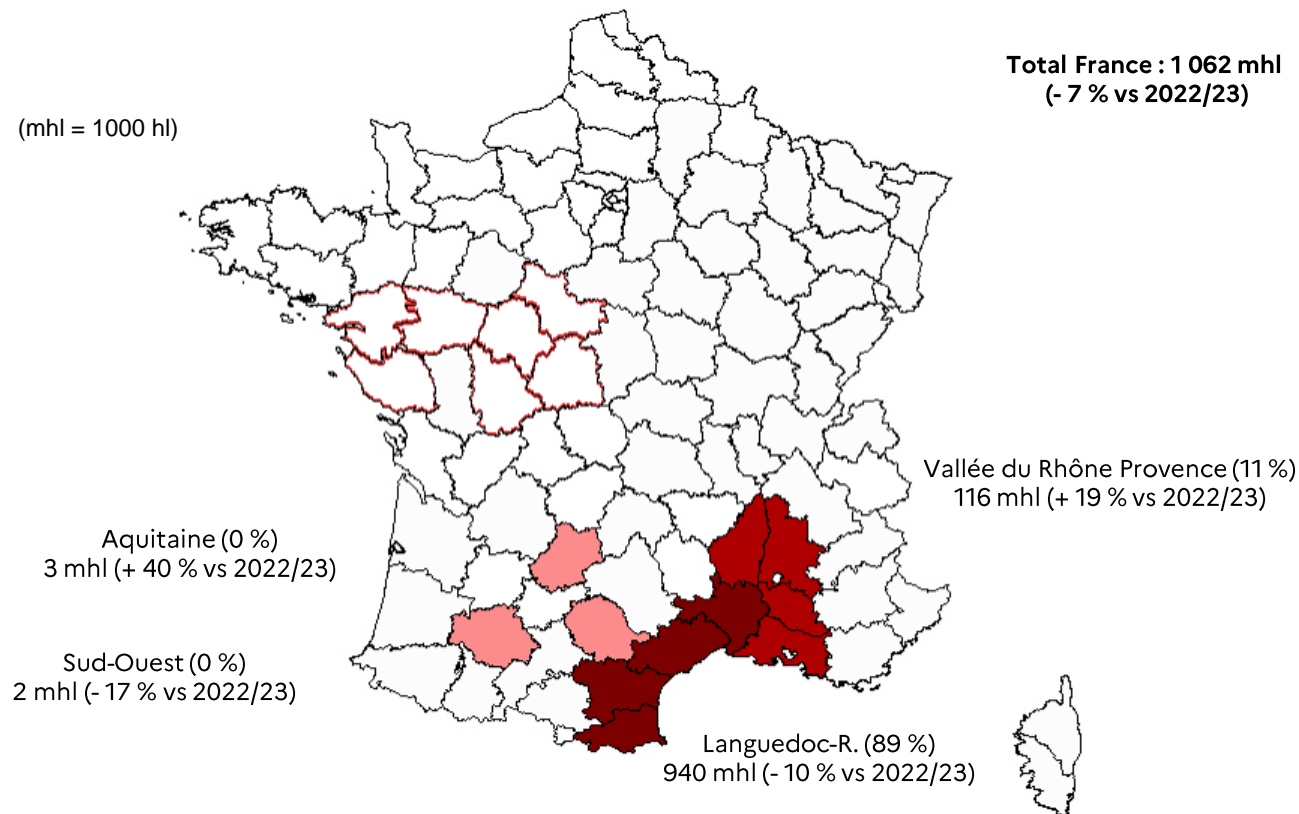 Total France : 1 062 mhl
(- 7 % vs 2022/23)
(mhl = 1000 hl)
Vallée du Rhône Provence (11 %)
116 mhl (+ 19 % vs 2022/23)
Aquitaine (0 %)
3 mhl (+ 40 % vs 2022/23)
Sud-Ouest (0 %)
2 mhl (- 17 % vs 2022/23)
Languedoc-R. (89 %)
940 mhl (- 10 % vs 2022/23)